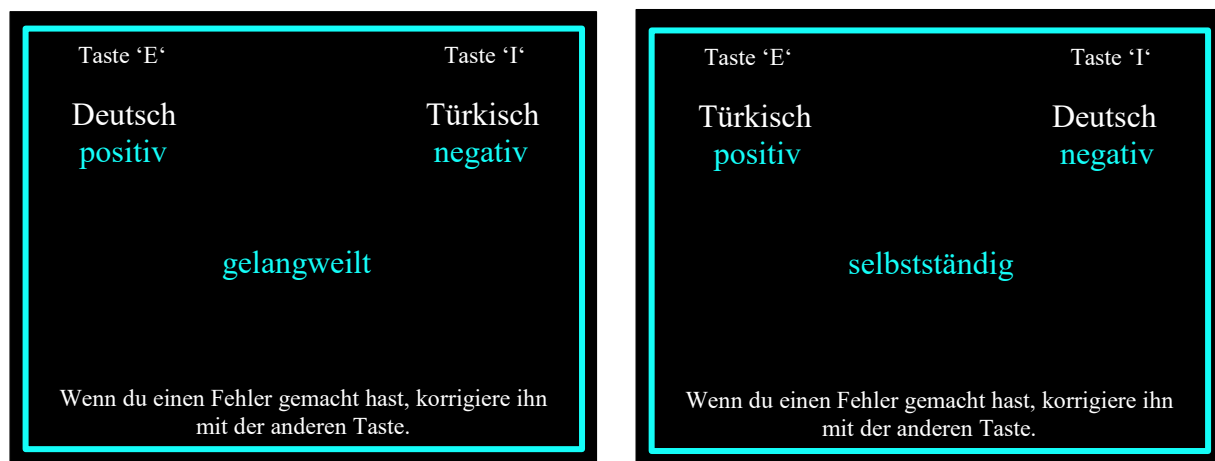 Taste ‘E‘
Taste ‘I‘
Deutsch
positiv
Türkisch
negativ
gelangweilt
Wenn du einen Fehler gemacht hast, korrigiere ihn
mit der anderen Taste.
Taste ‘E‘
Taste ‘I‘
Türkisch
positiv
Deutsch
negativ
selbstständig
Wenn du einen Fehler gemacht hast, korrigiere ihn
mit der anderen Taste.